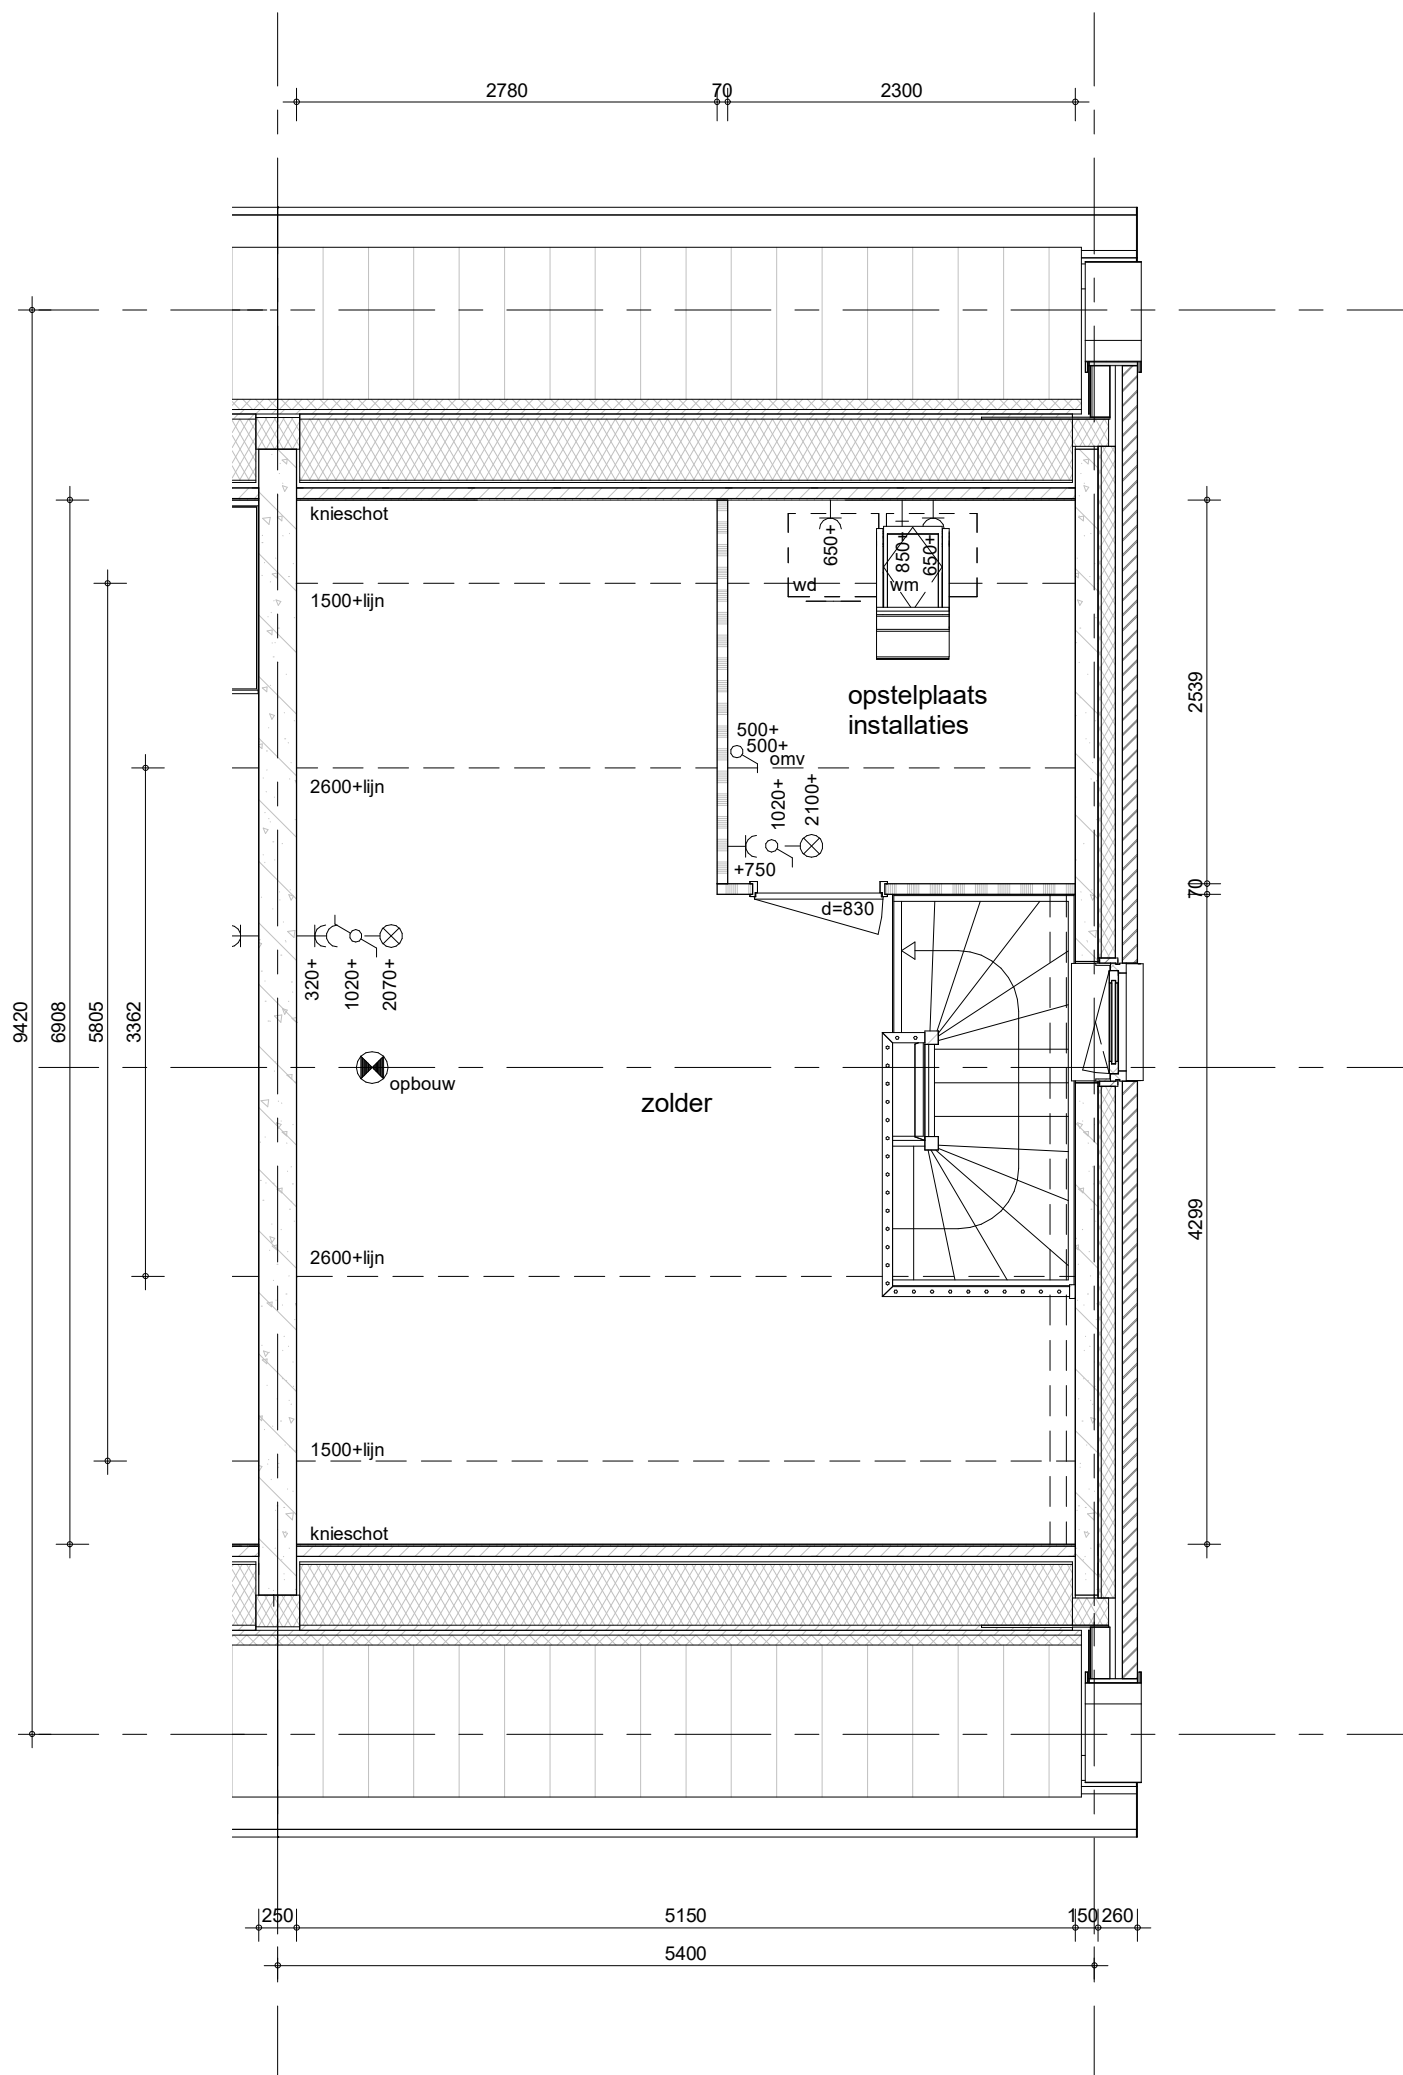 2780
70
2300
knieschot
650+
850+
650+
wd
wm
1500+lijn
opstelplaats
installaties
2539
500+
500+
omv
2600+lijn
1020+
2100+
+750
70
d=830
320+
1020+
2070+
9420
6908
5805
3362
opbouw
zolder
4299
2600+lijn
1500+lijn
knieschot
250
5150
150
260
5400